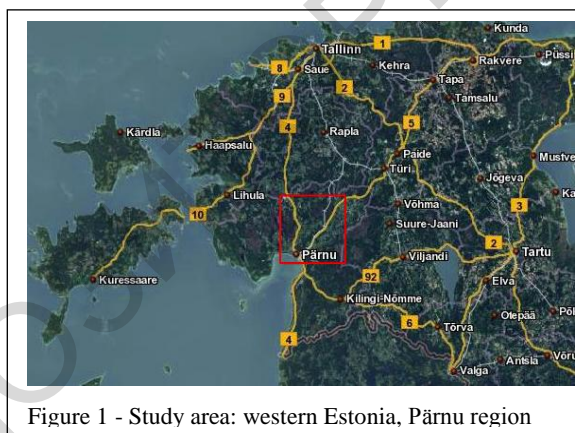 Kunda
Tallinn
1
Püssi
Rakvere
8
Saue
Kehra
Tapa
9
2
Tamsalu
4
5
Kärdla
Rapla
Haapsalu
Paide
Mustve
Türi
Jõgeva
Lihula
Võhma
3
10
Suure-Jaani
2
Pärnu
Viljandi
Tartu
92
Kuressaare
Elva
Kilingi-Nõmme
Otepää
6
4
Tõrva
Antsla
Võru
Valga
Figure 1 - Study area: western Estonia, Pärnu region